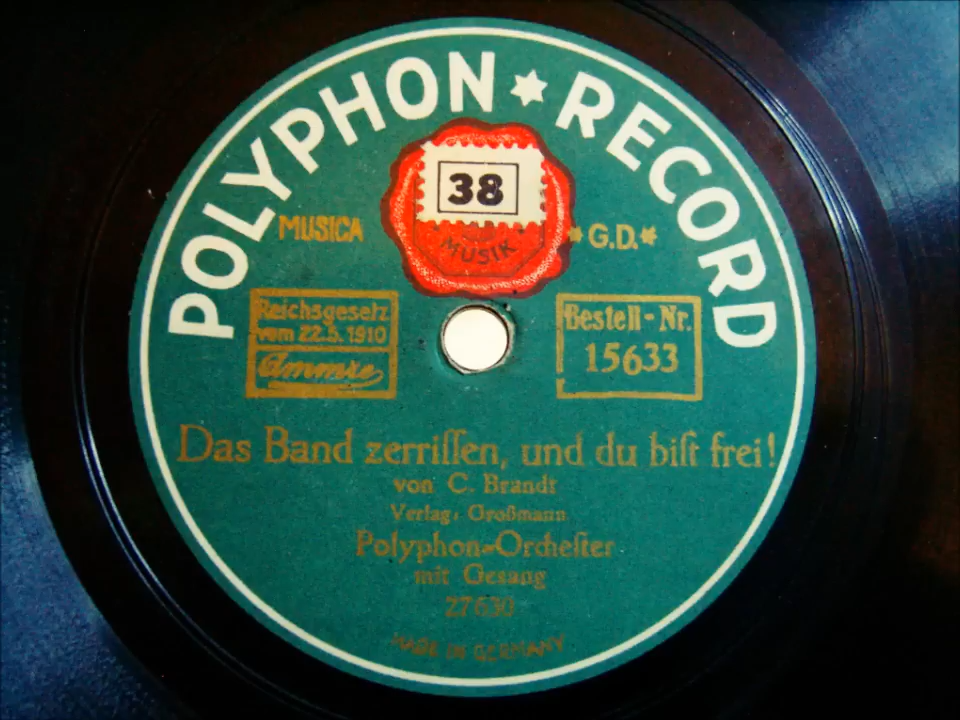 POLYPHON ★ RECORD
38
MUSIK
MUSICA
★ G.D. ★
Reichsgesetz
vom 22.5.1910
Ammre
Bestell-Nr.
15633
Das Band zerriſſen, und du biſt frei!
von C. Brandt
Verlag: Großmann
Polyphon-Orcheſter
mit Gesang
27630
MADE IN GERMANY